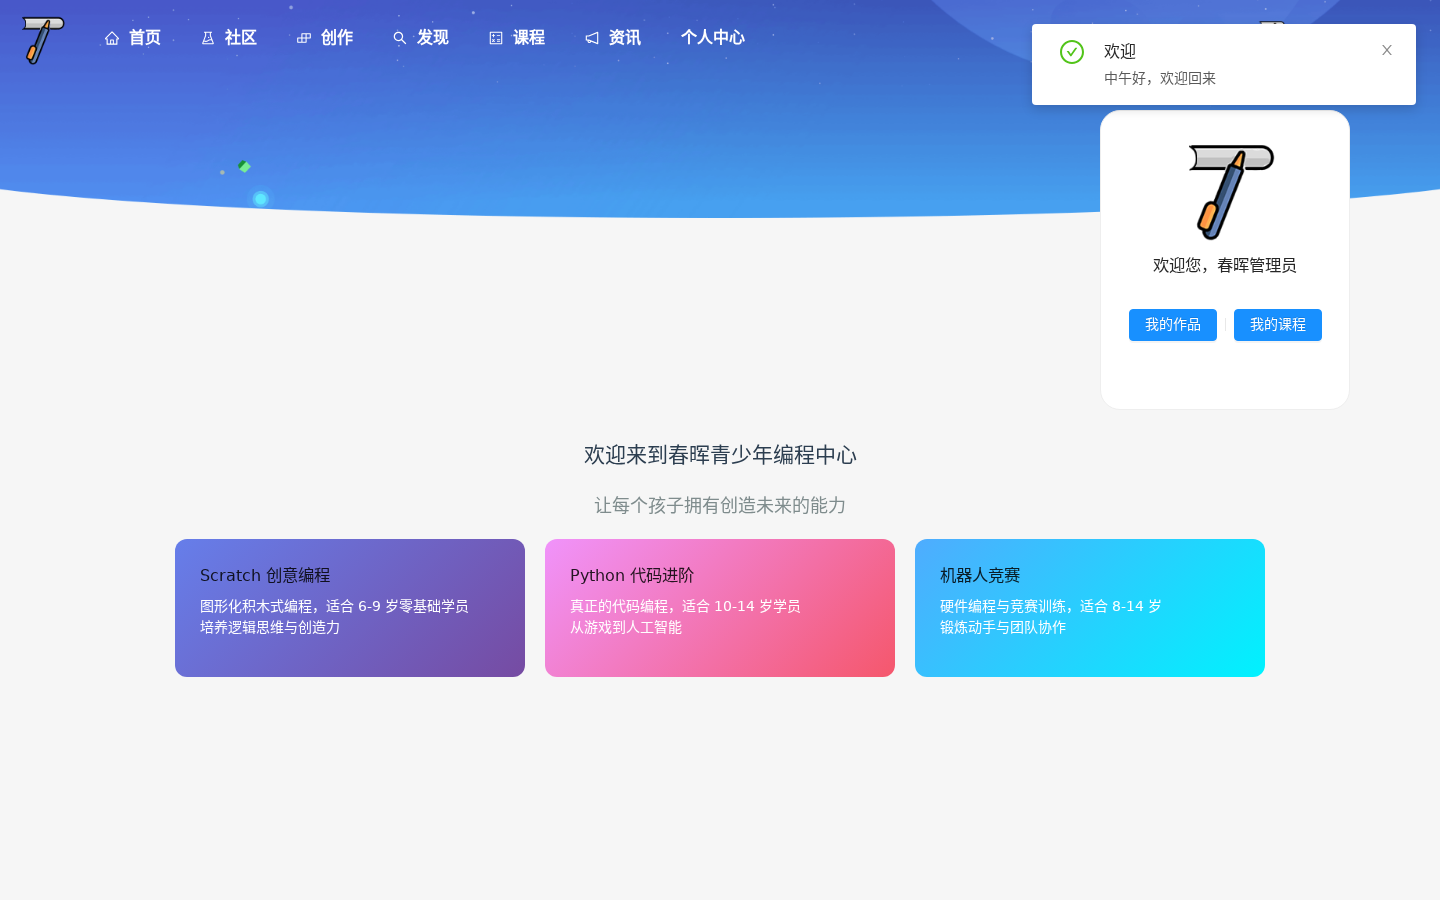 首页
社区
创作
发现
课程
资讯
个人中心
欢迎
中午好，欢迎回来
欢迎您，春晖管理员
我的作品
我的课程
欢迎来到春晖青少年编程中心
让每个孩子拥有创造未来的能力
Scratch 创意编程
图形化积木式编程，适合 6-9 岁零基础学员
培养逻辑思维与创造力
Python 代码进阶
真正的代码编程，适合 10-14 岁学员
从游戏到人工智能
机器人竞赛
硬件编程与竞赛训练，适合 8-14 岁
锻炼动手与团队协作